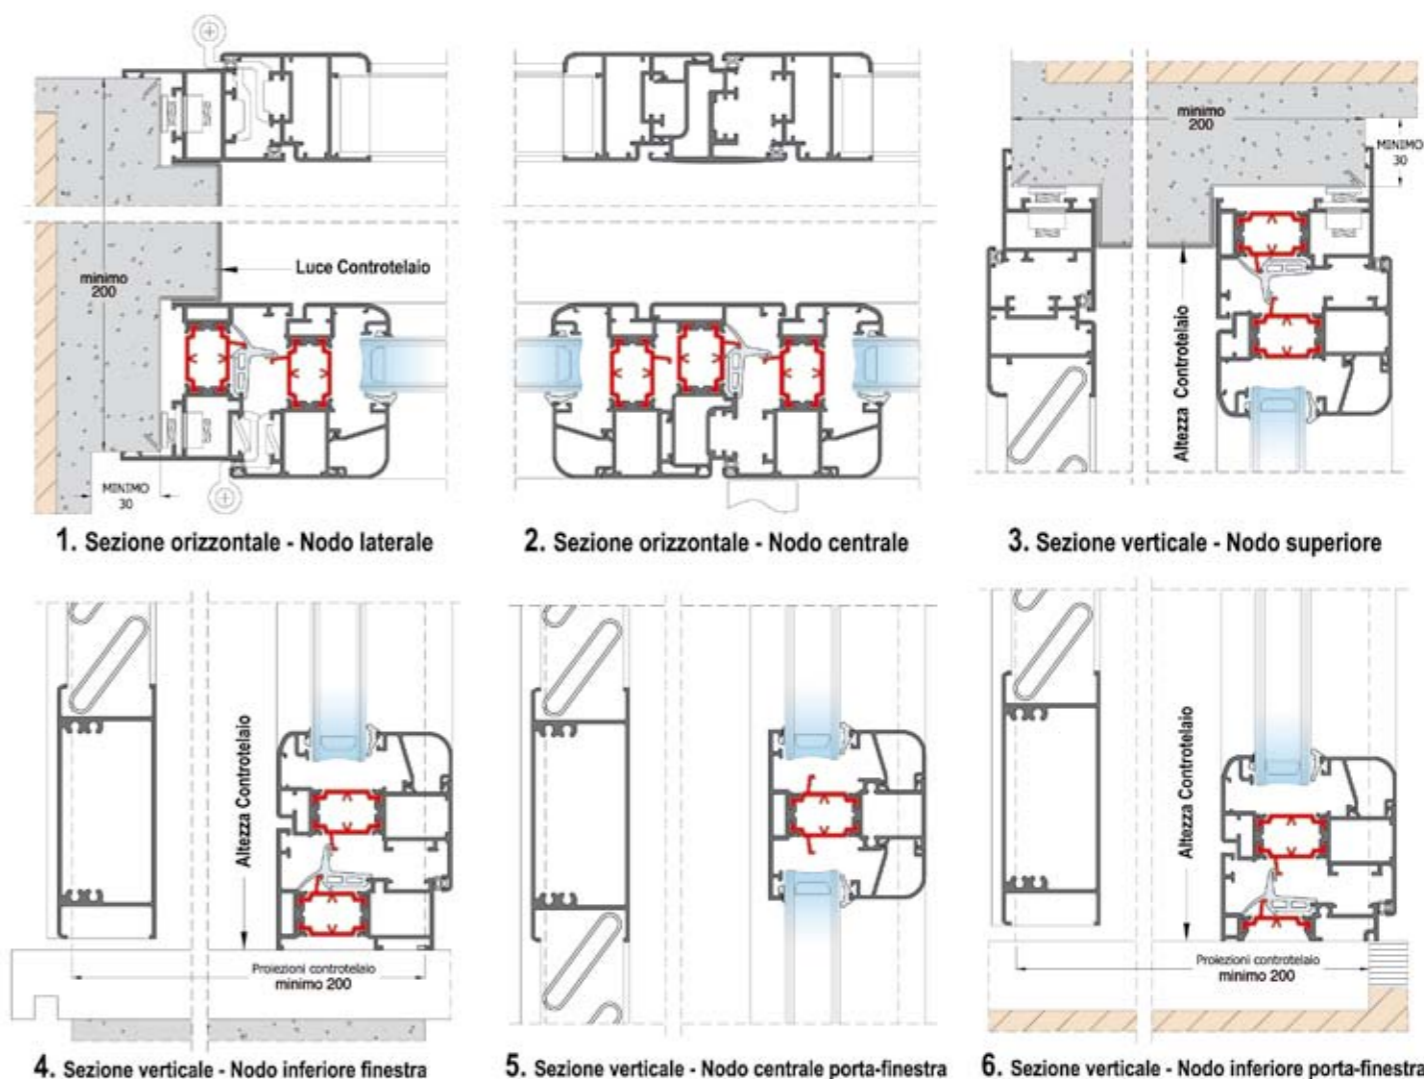 minimo
200
Luce Controtelaio
MINIMO
30
1. Sezione orizzontale - Nodo laterale
2. Sezione orizzontale - Nodo centrale
minimo
200
MINIMO
30
Altezza Controtelaio
3. Sezione verticale - Nodo superiore
Altezza Controtelaio
Proiezioni controtelaio
minimo 200
4. Sezione verticale - Nodo inferiore finestra
5. Sezione verticale - Nodo centrale porta-finestra
Altezza Controtelaio
Proiezioni controtelaio
minimo 200
6. Sezione verticale - Nodo inferiore porta-finestra